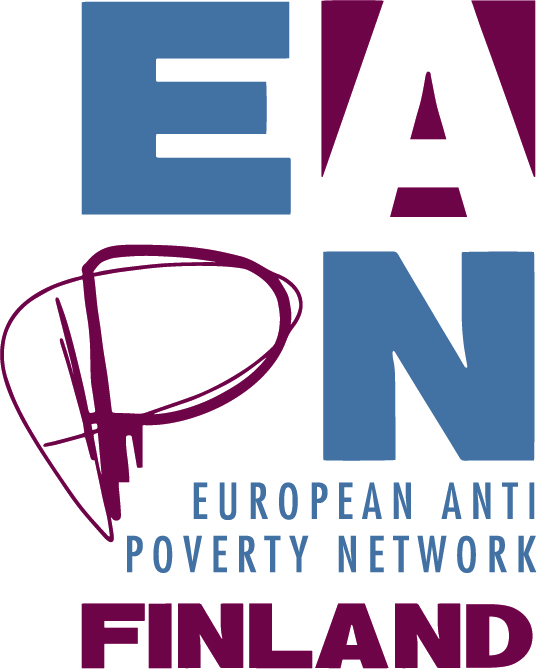 EA
PN
EUROPEAN ANTI
POVERTY NETWORK
FINLAND